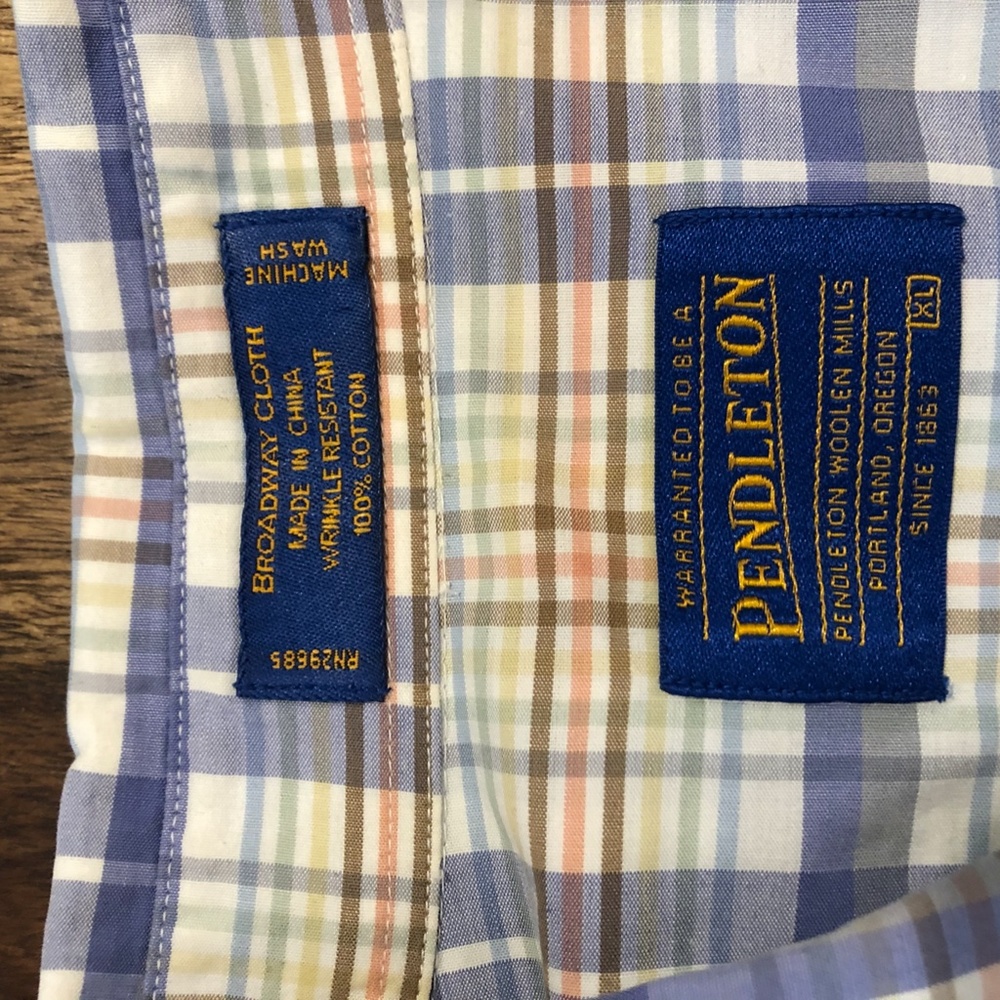 MACHINE
WASH
BROADWAY CLOTH
MADE IN CHINA
WRINKLE RESISTANT
100% COTTON
RN29685
WARRANTED TO BE A
PENDLETON
PENDLETON WOOLEN MILLS
PORTLAND, OREGON
SINCE 1863
XL